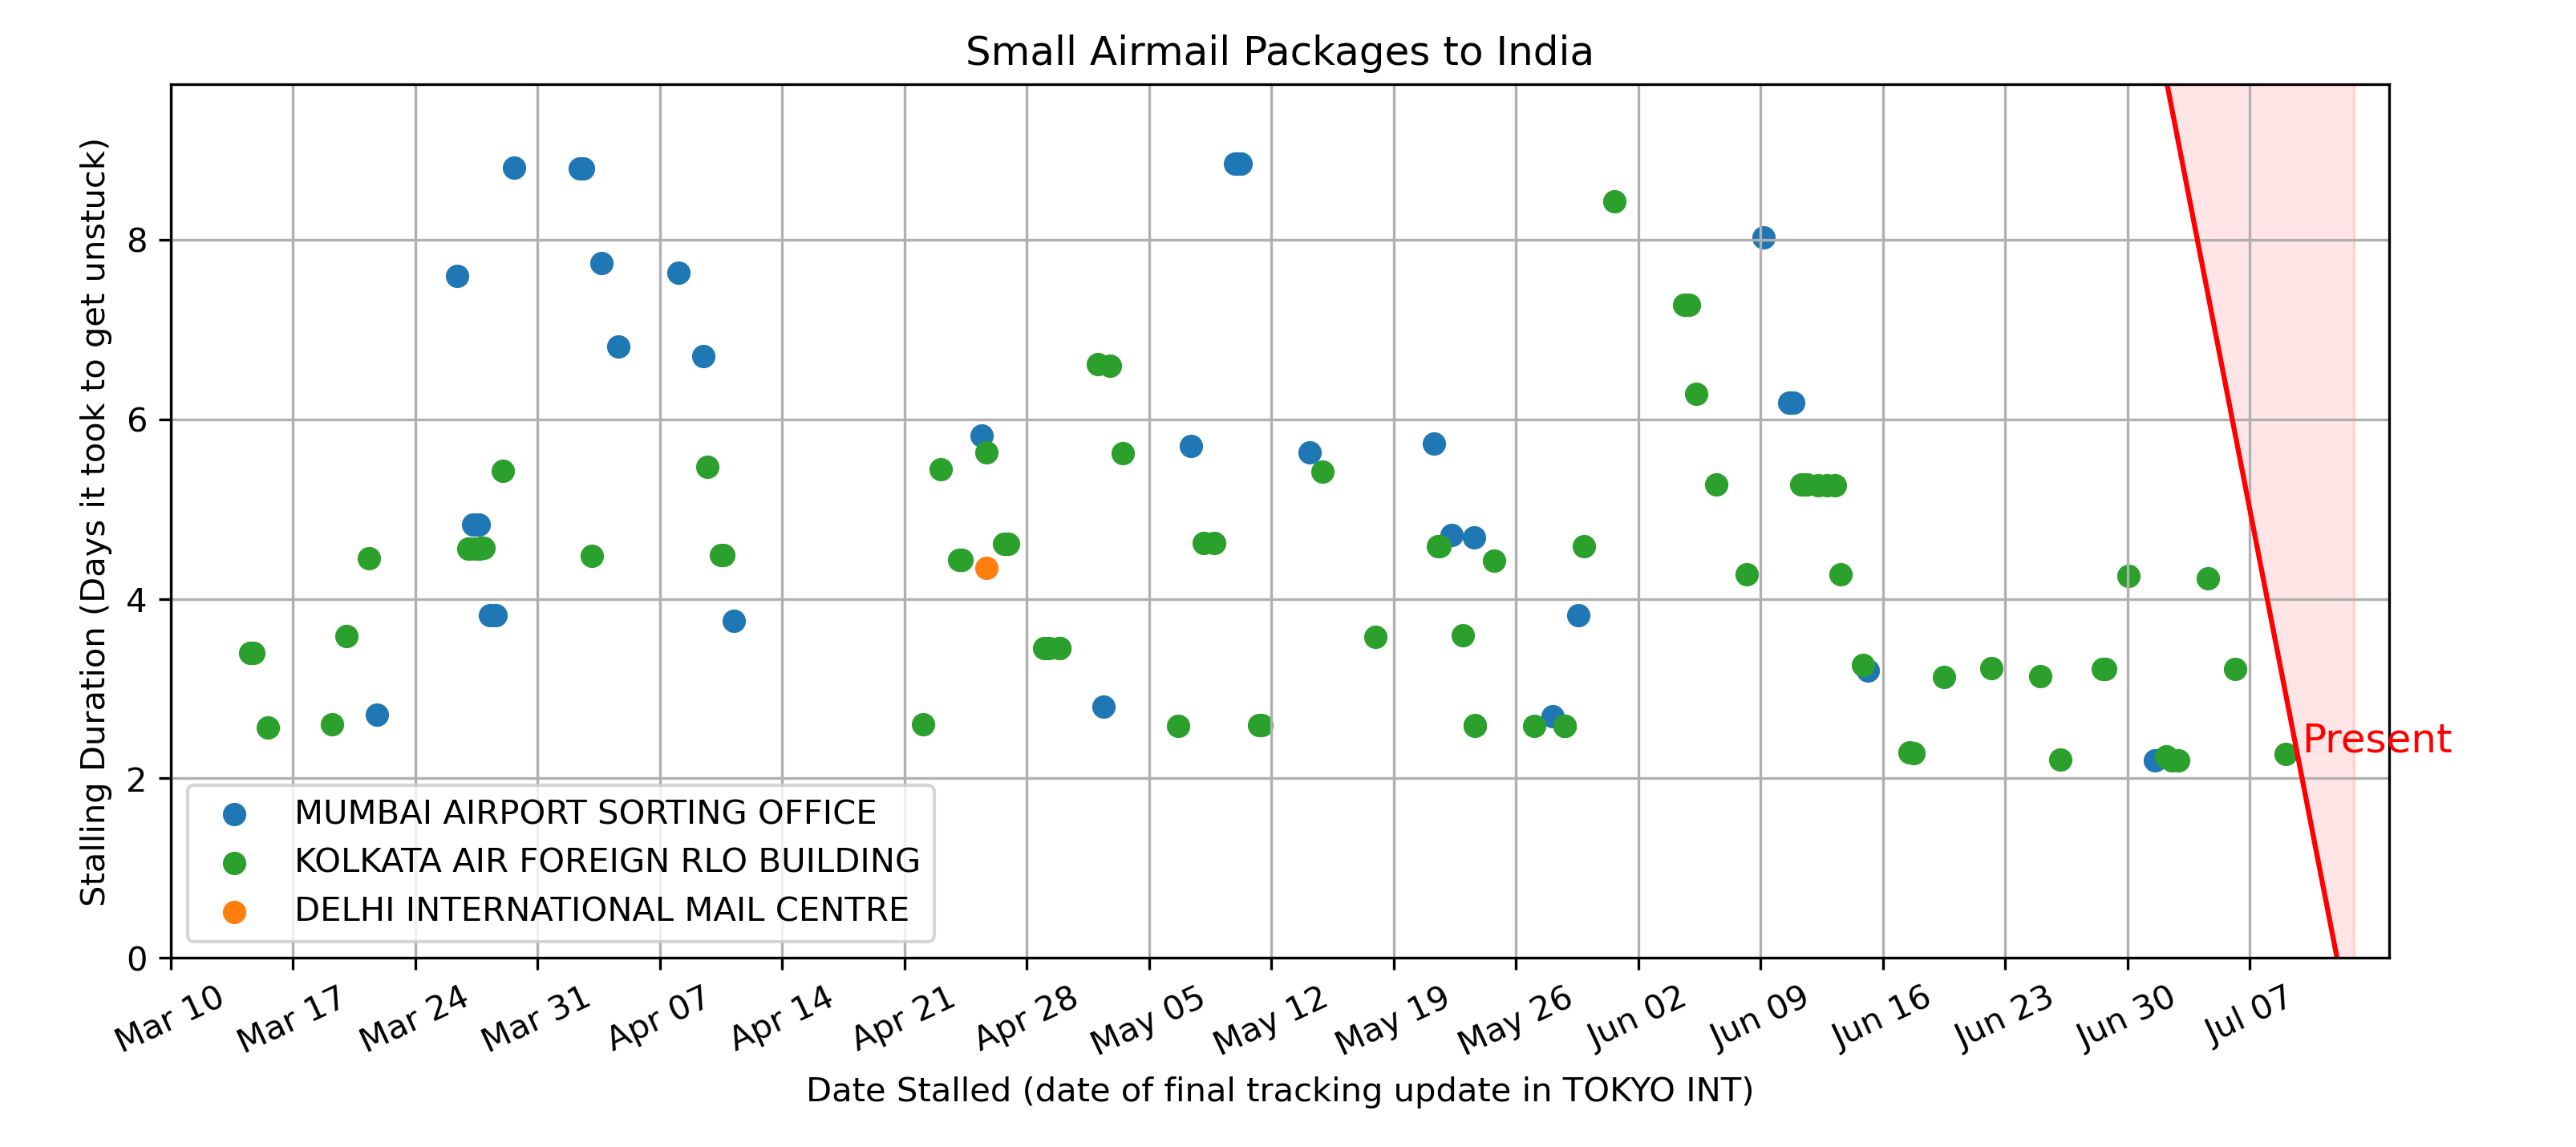 Small Airmail Packages to India
Stalling Duration (Days it took to get unstuck)
8
6
4
2
0
Present
MUMBAI AIRPORT SORTING OFFICE
KOLKATA AIR FOREIGN RLO BUILDING
DELHI INTERNATIONAL MAIL CENTRE
Mar 10 Mar 17 Mar 24 Mar 31 Apr 07 Apr 14 Apr 21 Apr 28 May 05 May 12 May 19 May 26 Jun 02 Jun 09 Jun 16 Jun 23 Jun 30 Jul 07
Date Stalled (date of final tracking update in TOKYO INT)